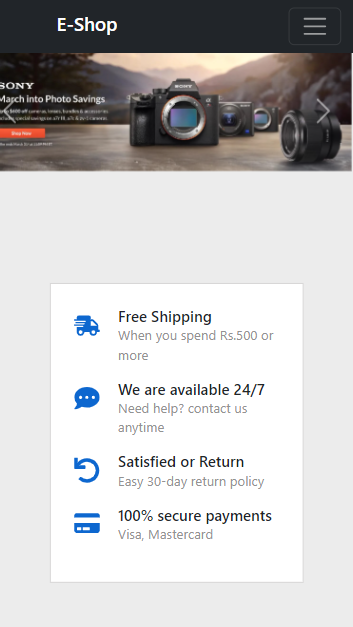 E-Shop
SONY
March into Photo Savings
Shop Now
Free Shipping
When you spend Rs.500 or
more
We are available 24/7
Need help? contact us
anytime
Satisfied or Return
Easy 30-day return policy
100% secure payments
Visa, Mastercard